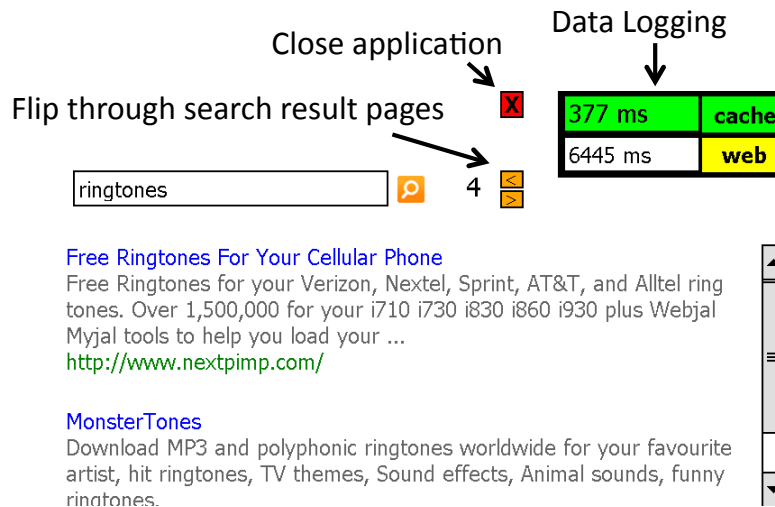 Data Logging
Close application
Flip through search result pages
X
377 ms cache
6445 ms web
ringtones 4 <
>
Free Ringtones For Your Cellular Phone
Free Ringtones for your Verizon, Nextel, Sprint, AT&T, and Alltel ring
tones. Over 1,500,000 for your i710 i730 i830 i860 i930 plus Webjal
Myjal tools to help you load your ...
http://www.nextpimp.com/
MonsterTones
Download MP3 and polyphonic ringtones worldwide for your favourite
artist, hit ringtones, TV themes, Sound effects, Animal sounds, funny
ringtones.